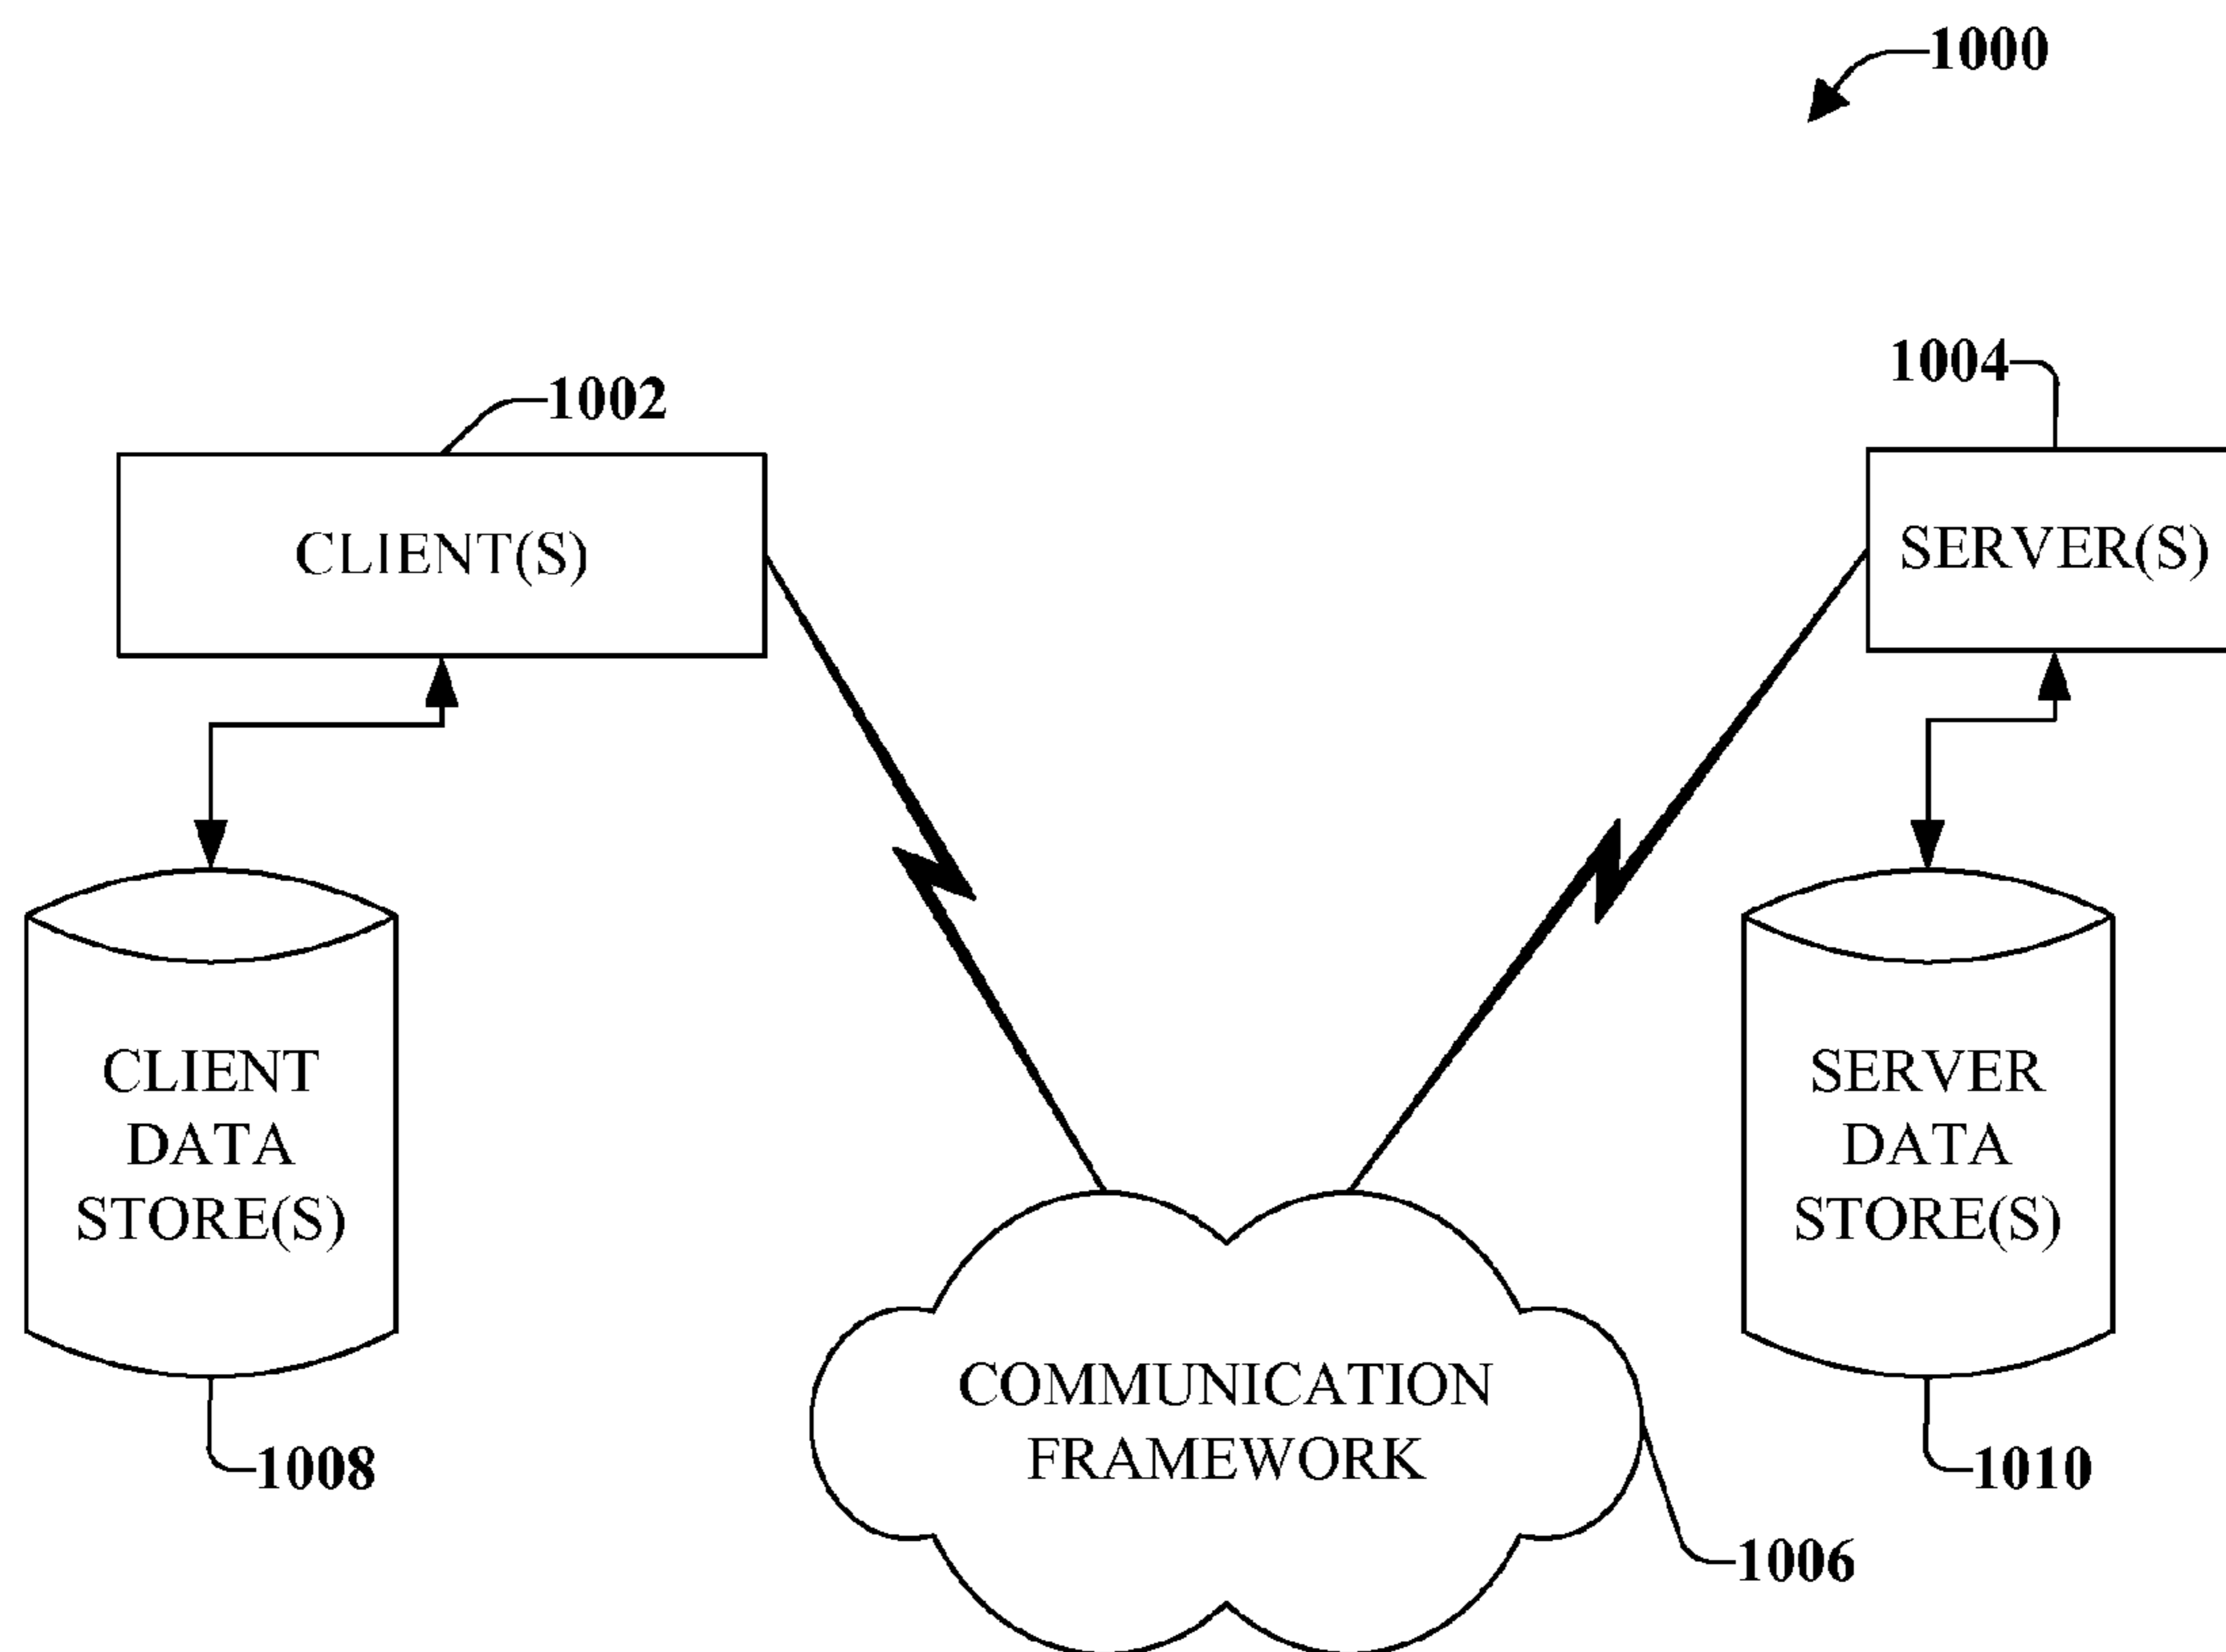 1000
1002
1004
CLIENT(S)
SERVER(S)
CLIENT
DATA
STORE(S)
SERVER
DATA
STORE(S)
COMMUNICATION
FRAMEWORK
1008
1010
1006